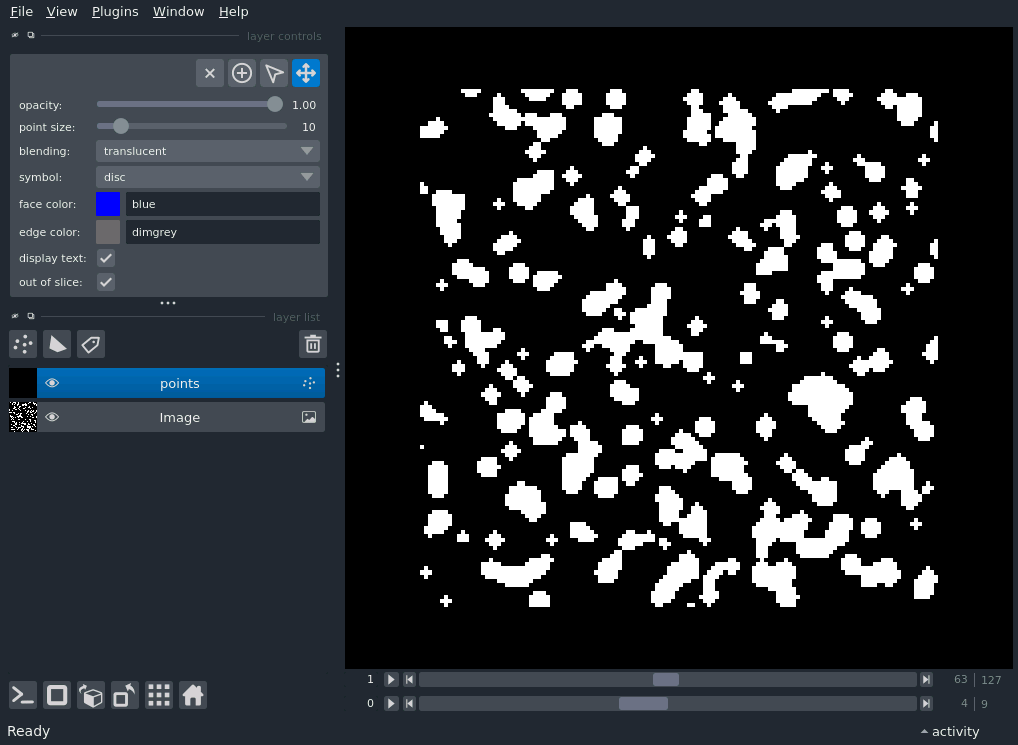 File View Plugins Window Help
layer controls
opacity: 1.00
point size: 10
blending: translucent
symbol: disc
face color: blue
edge color: dimgrey
display text:
out of slice:
layer list
points
Image
1 63 127
0 4 9
Ready activity